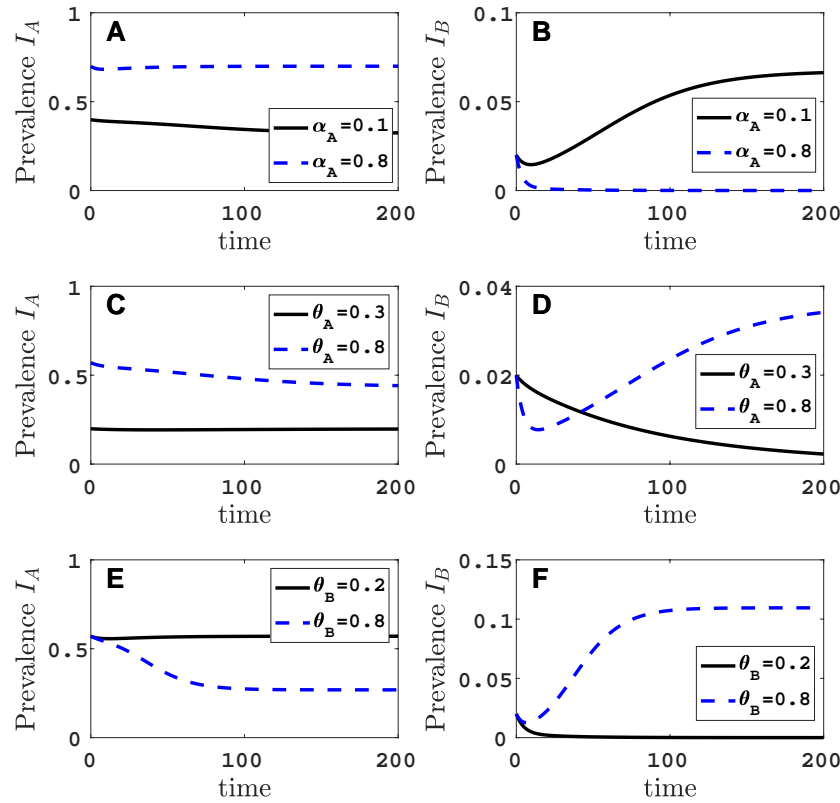 A
Prevalence I_A
1
0.5
0
α_A=0.1
α_A=0.8
0 100 200
time
B
Prevalence I_B
0.1
0.05
0
α_A=0.1
α_A=0.8
0 100 200
time
C
Prevalence I_A
1
0.5
0
θ_A=0.3
θ_A=0.8
0 100 200
time
D
Prevalence I_B
0.04
0.02
0
θ_A=0.3
θ_A=0.8
0 100 200
time
E
Prevalence I_A
1
0.5
0
θ_B=0.2
θ_B=0.8
0 100 200
time
F
Prevalence I_B
0.15
0.1
0.05
0
θ_B=0.2
θ_B=0.8
0 100 200
time